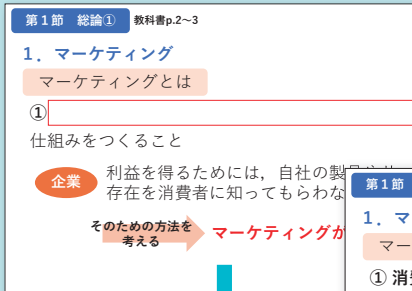 第1節 総論① 教科書p.2〜3
1. マーケティング
マーケティングとは
①
仕組みをつくること
企業
利益を得るためには，自社の製
存在を消費者に知ってもらわな
そのための方法を
考える
マーケティングが
第1節
1. マ
マー
① 消